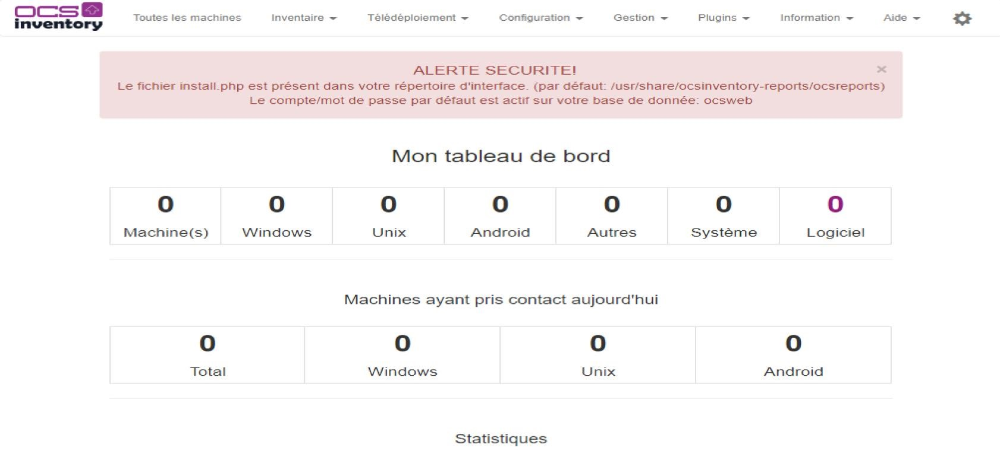 OCS inventory
Toutes les machines Inventaire Télédéploiement Configuration Gestion Plugins Information Aide
ALERTE SECURITE!
×
Le fichier install.php est présent dans votre répertoire d'interface. (par défaut: /usr/share/ocsinventory-reports/ocsreports)
Le compte/mot de passe par défaut est actif sur votre base de donnée: ocsweb
Mon tableau de bord
0 0 0 0 0 0 0
Machine(s) Windows Unix Android Autres Système Logiciel
Machines ayant pris contact aujourd'hui
0 0 0 0
Total Windows Unix Android
Statistiques